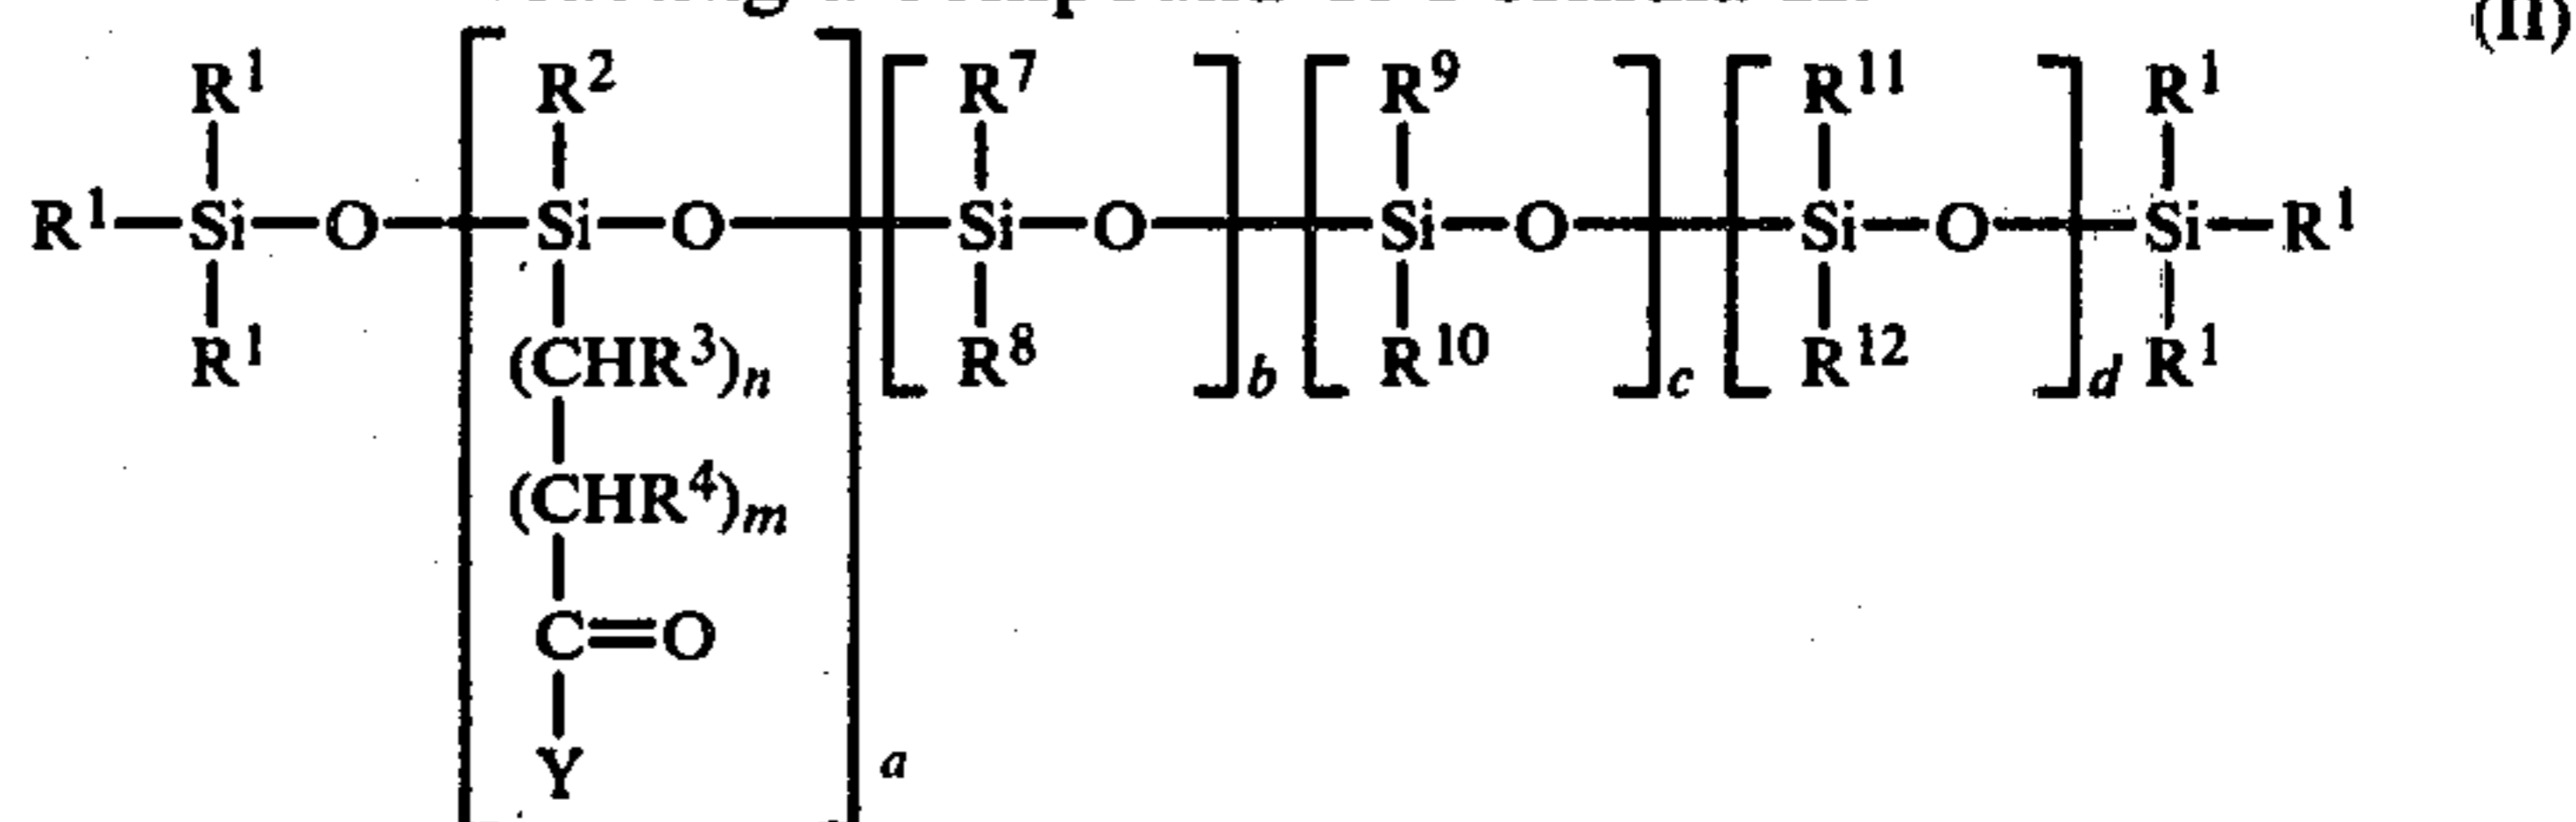 (II)
R¹ R² R⁷ R⁹ R¹¹ R¹
R¹—Si—O—Si—O—Si—O—Si—O—Si—O—Si—R¹
R¹ (CHR³)n R⁸ b R¹⁰ c R¹² d R¹
(CHR⁴)m
C=O
Y a